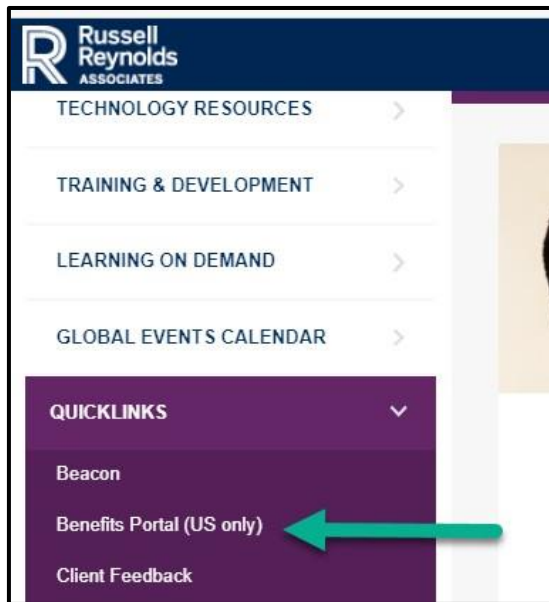 Russell
Reynolds
ASSOCIATES
TECHNOLOGY RESOURCES
TRAINING & DEVELOPMENT
LEARNING ON DEMAND
GLOBAL EVENTS CALENDAR
QUICKLINKS
Beacon
Benefits Portal (US only)
Client Feedback